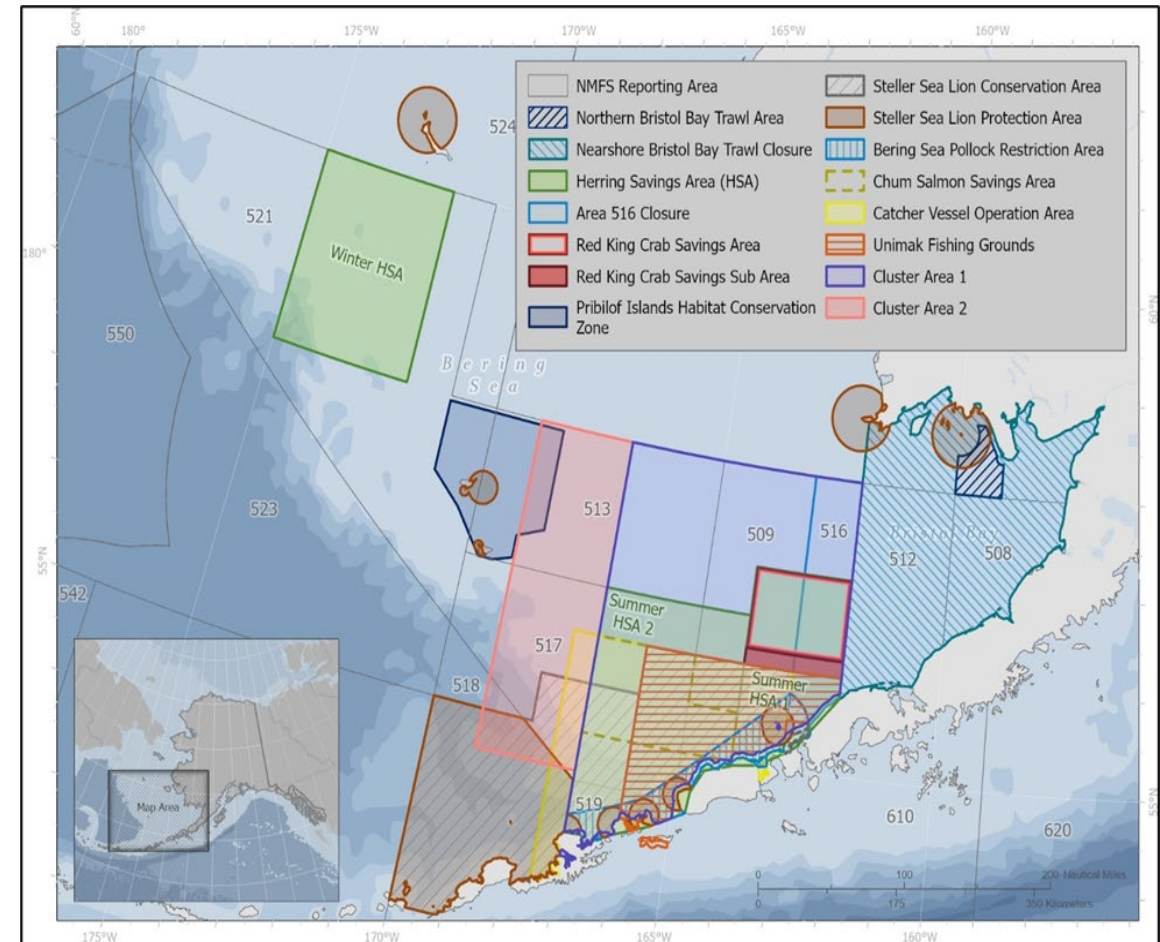 60°N
180°
175°W
170°W
165°W
160°W
NMFS Reporting Area
Northern Bristol Bay Trawl Area
Nearshore Bristol Bay Trawl Closure
Herring Savings Area (HSA)
Area 516 Closure
Red King Crab Savings Area
Red King Crab Savings Sub Area
Pribilof Islands Habitat Conservation
Zone
Steller Sea Lion Conservation Area
Steller Sea Lion Protection Area
Bering Sea Pollock Restriction Area
Chum Salmon Savings Area
Catcher Vessel Operation Area
Unimak Fishing Grounds
Cluster Area 1
Cluster Area 2
524
521
180°
Winter HSA
60°N
550
Bering
Sea
523
513
509
516
Bristol Bay
512
508
55°N
542
Summer
HSA 2
517
518
Summer
HSA 1
519
610
620
55°N
Map Area
0
100
200 Nautical Miles
0
175
350 Kilometers
175°W
170°W
165°W
160°W